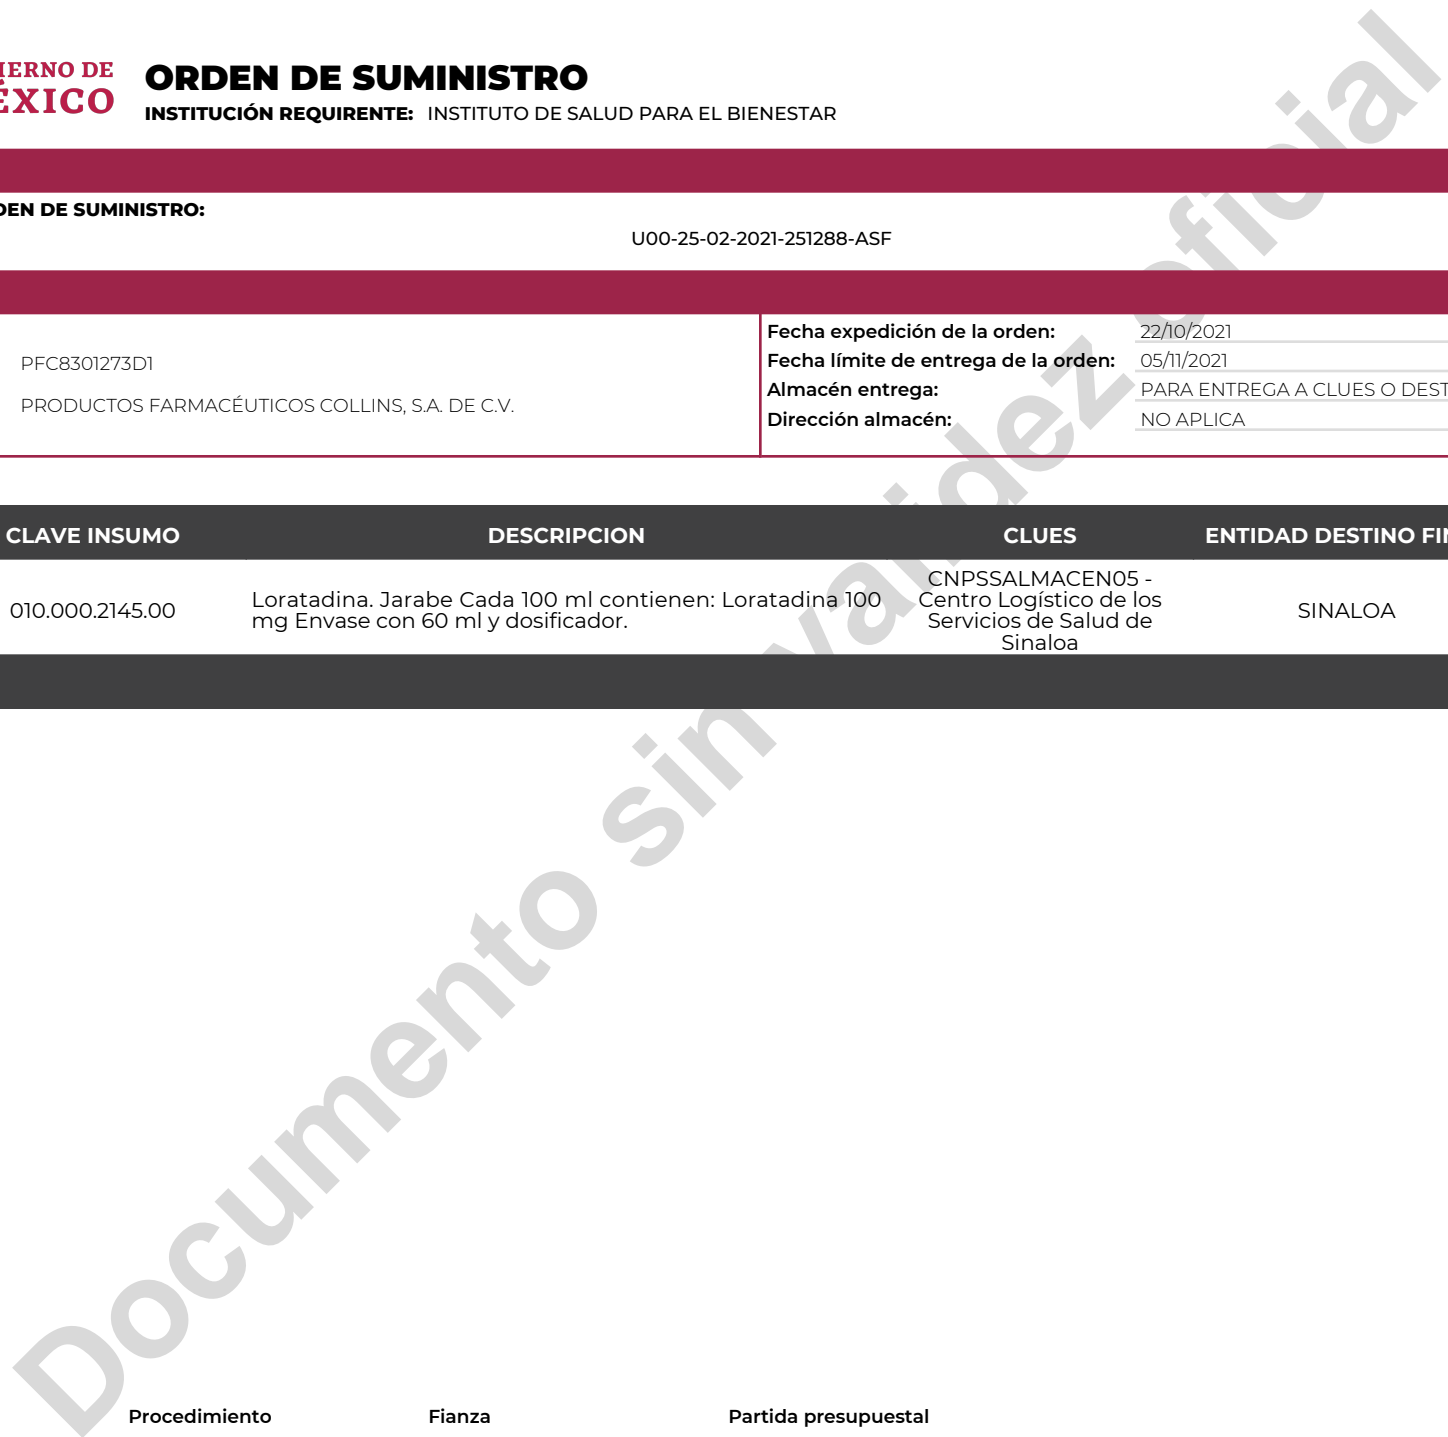 IERNO DE
ÉXICO
ORDEN DE SUMINISTRO
INSTITUCIÓN REQUIRENTE: INSTITUTO DE SALUD PARA EL BIENESTAR
DEN DE SUMINISTRO:
U00-25-02-2021-251288-ASF
PFC8301273D1
PRODUCTOS FARMACÉUTICOS COLLINS, S.A. DE C.V.
Fecha expedición de la orden: 22/10/2021
Fecha límite de entrega de la orden: 05/11/2021
Almacén entrega: PARA ENTREGA A CLUES O DEST
Dirección almacén: NO APLICA
CLAVE INSUMO DESCRIPCION CLUES ENTIDAD DESTINO FIN
010.000.2145.00
Loratadina. Jarabe Cada 100 ml contienen: Loratadina 100
mg Envase con 60 ml y dosificador.
CNPSSALMACEN05 -
Centro Logístico de los
Servicios de Salud de
Sinaloa
SINALOA
Documento sin validez oficial
Procedimiento Fianza Partida presupuestal